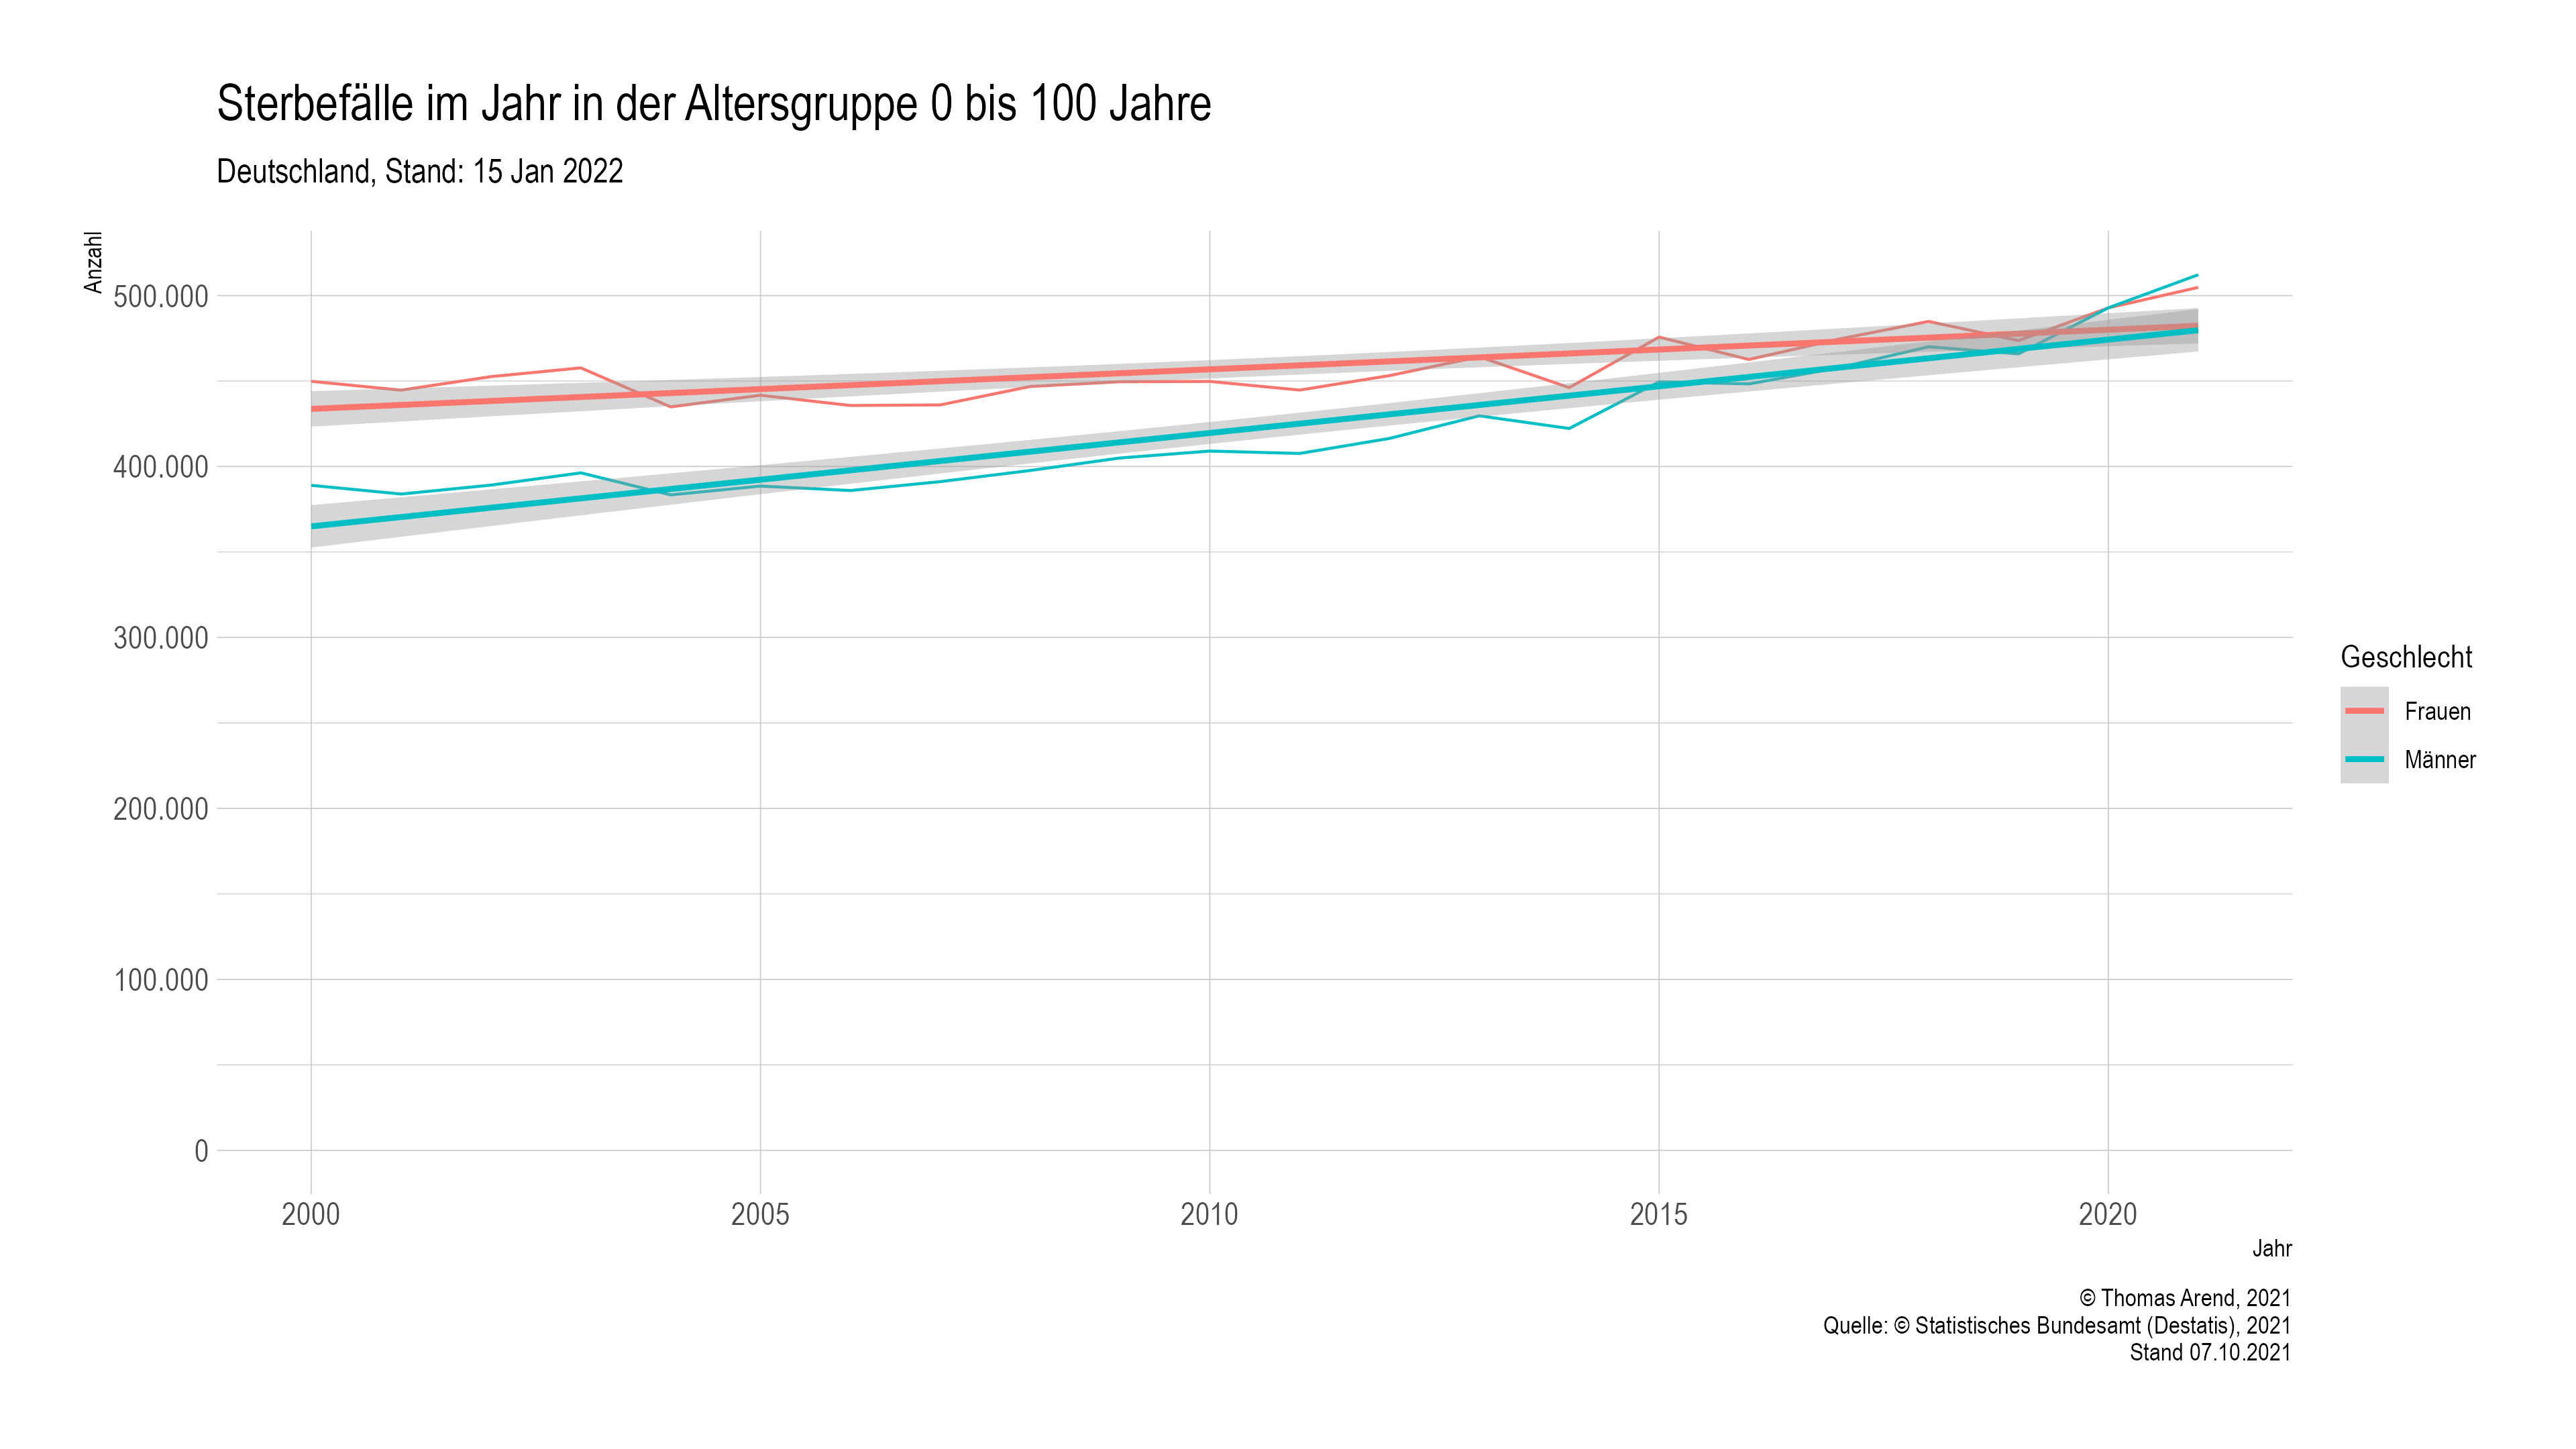 Sterbefälle im Jahr in der Altersgruppe 0 bis 100 Jahre
Deutschland, Stand: 15 Jan 2022
Anzahl
500.000
400.000
300.000
200.000
100.000
0
2000 2005 2010 2015 2020
Jahr
Geschlecht
Frauen
Männer
© Thomas Arend, 2021
Quelle: © Statistisches Bundesamt (Destatis), 2021
Stand 07.10.2021